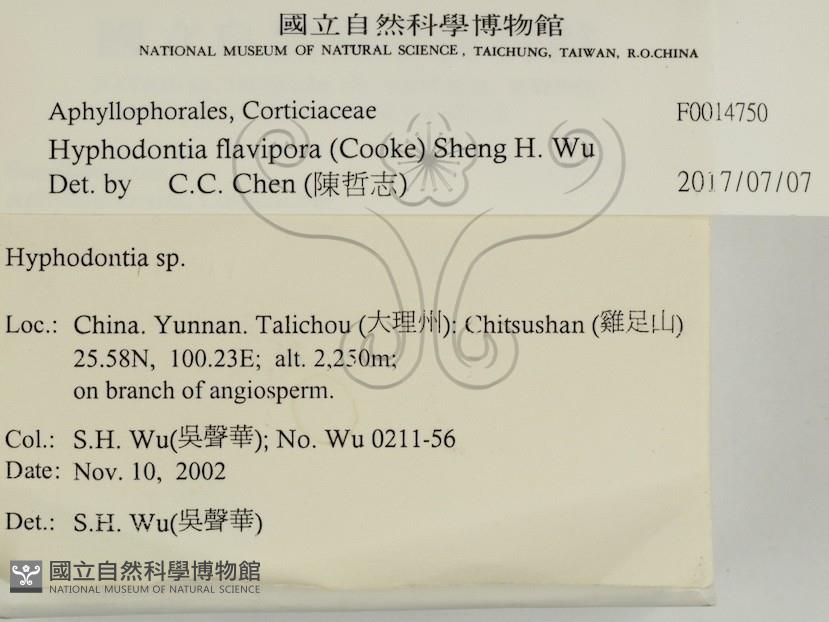 國立自然科學博物館
NATIONAL MUSEUM OF NATURAL SCIENCE, TAICHUNG, TAIWAN, R.O.CHINA
Aphyllophorales, Corticiaceae F0014750
Hyphodontia flavipora (Cooke) Sheng H. Wu
Det. by C.C. Chen (陳哲志) 2017/07/07
Hyphodontia sp.
Loc.: China. Yunnan. Talichou (大理州): Chitsushan (雞足山)
25.58N, 100.23E; alt. 2,250m;
on branch of angiosperm.
Col.: S.H. Wu(吳聲華); No. Wu 0211-56
Date: Nov. 10, 2002
Det.: S.H. Wu(吳聲華)
國立自然科學博物館
NATIONAL MUSEUM OF NATURAL SCIENCE